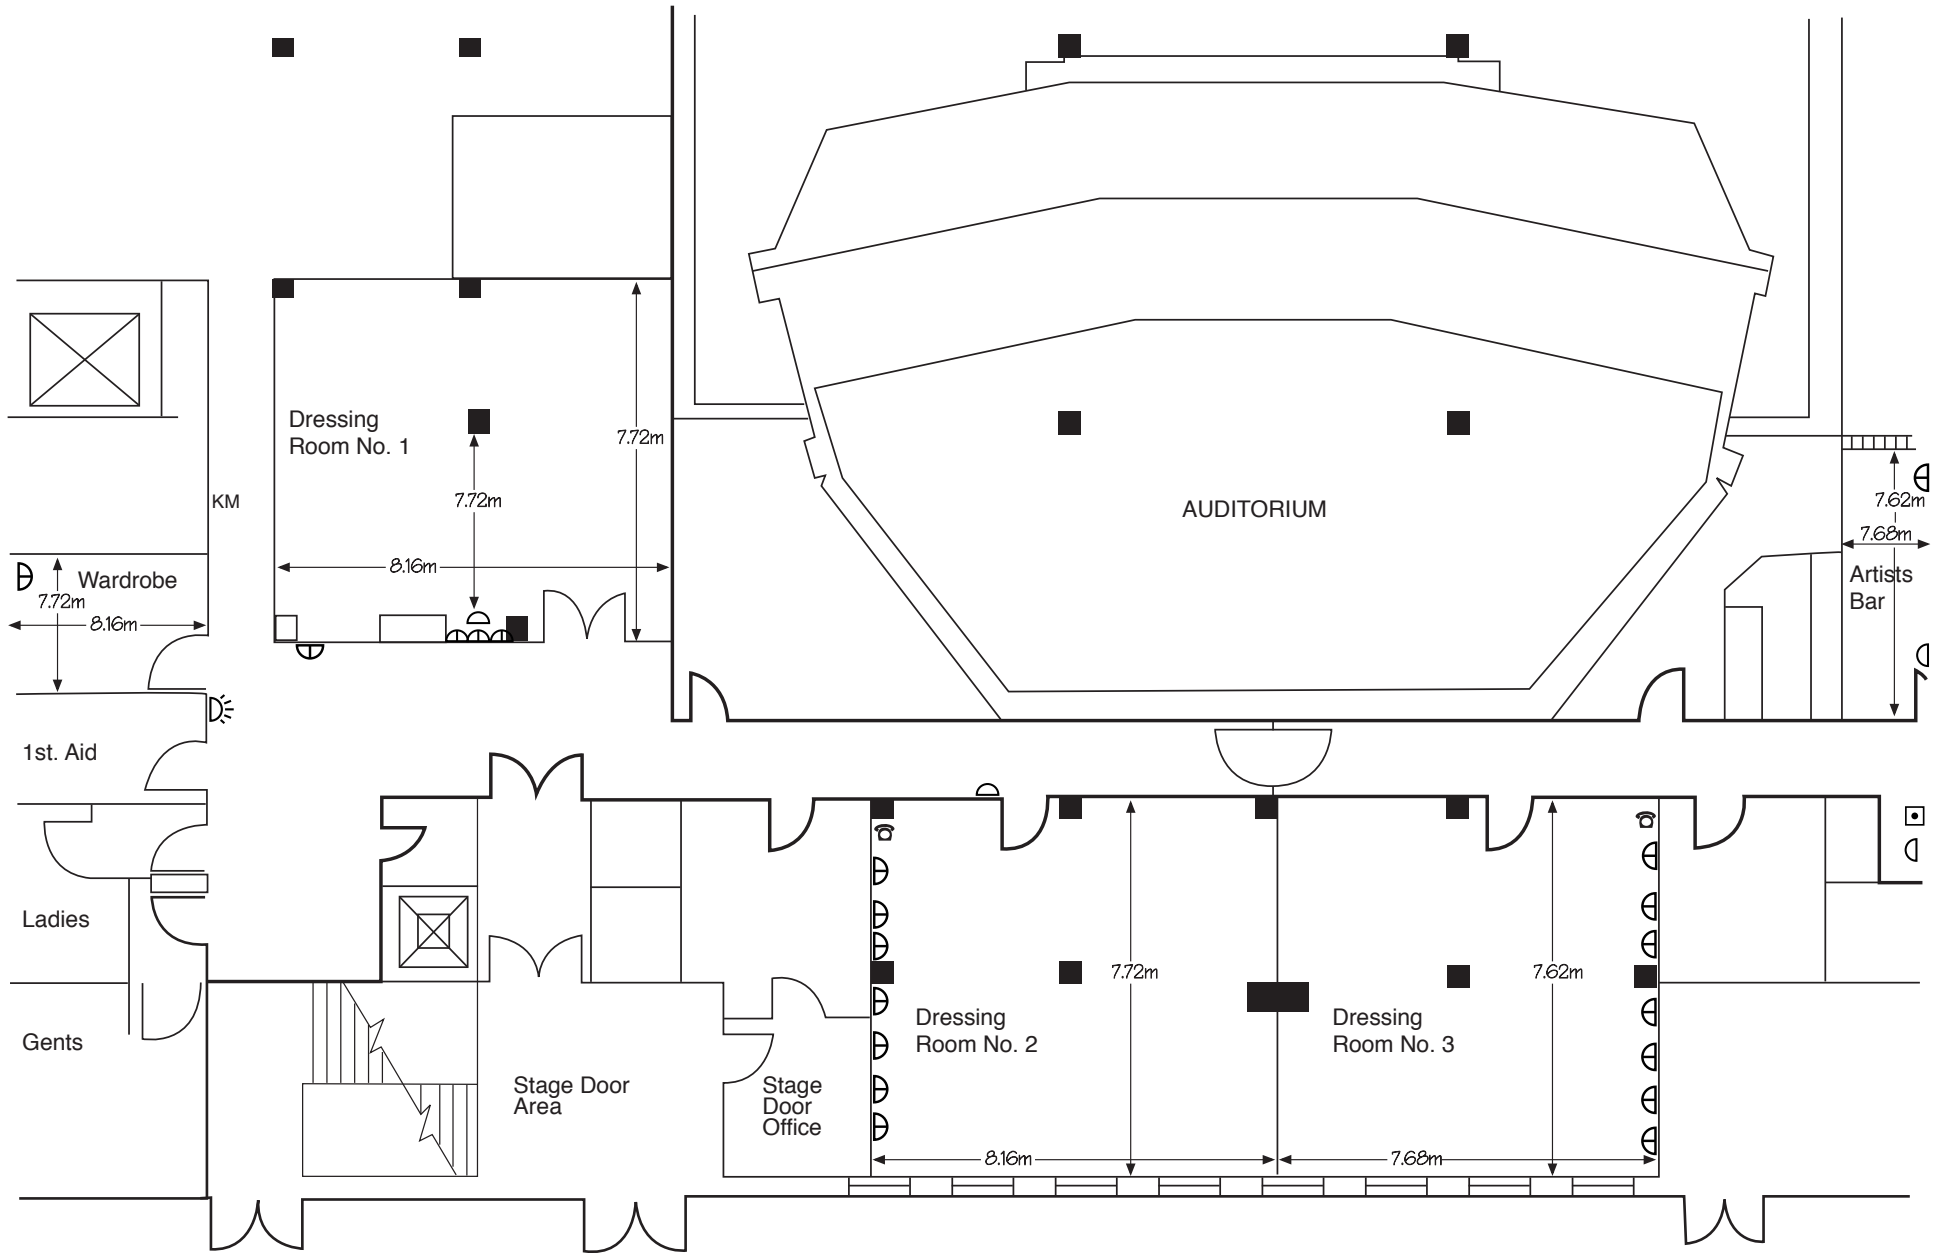 Dressing
Room No. 1
7.72m
7.72m
8.16m
KM
AUDITORIUM
7.62m
7.68m
Artists
Bar
Wardrobe
7.72m
8.16m
1st. Aid
Ladies
Gents
Stage Door
Area
Stage
Door
Office
Dressing
Room No. 2
7.72m
8.16m
Dressing
Room No. 3
7.62m
7.68m